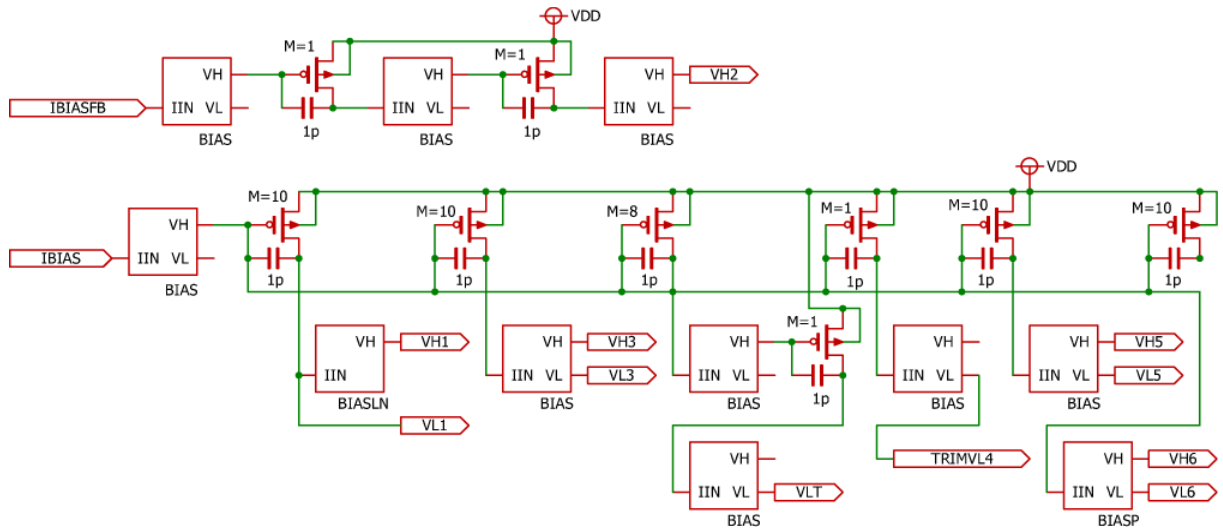 VDD
M=1 M=1
VH VH VH VH2
IBIASFB IIN VL IIN VL IIN VL
1p 1p
BIAS BIAS BIAS
VDD
M=10 M=10 M=8 M=1 M=10 M=10
VH
IBIAS IIN VL
1p 1p 1p 1p 1p 1p
BIAS
M=1
VH VH1 VH VH3 VH VH VH VH5
IIN IIN VL VL3 IIN VL IIN VL IIN VL VL5
1p
BIASLN BIAS BIAS BIAS BIAS
VL1
VH TRIMVL4 VH VH6
IIN VL VLT IIN VL VL6
BIAS BIASP